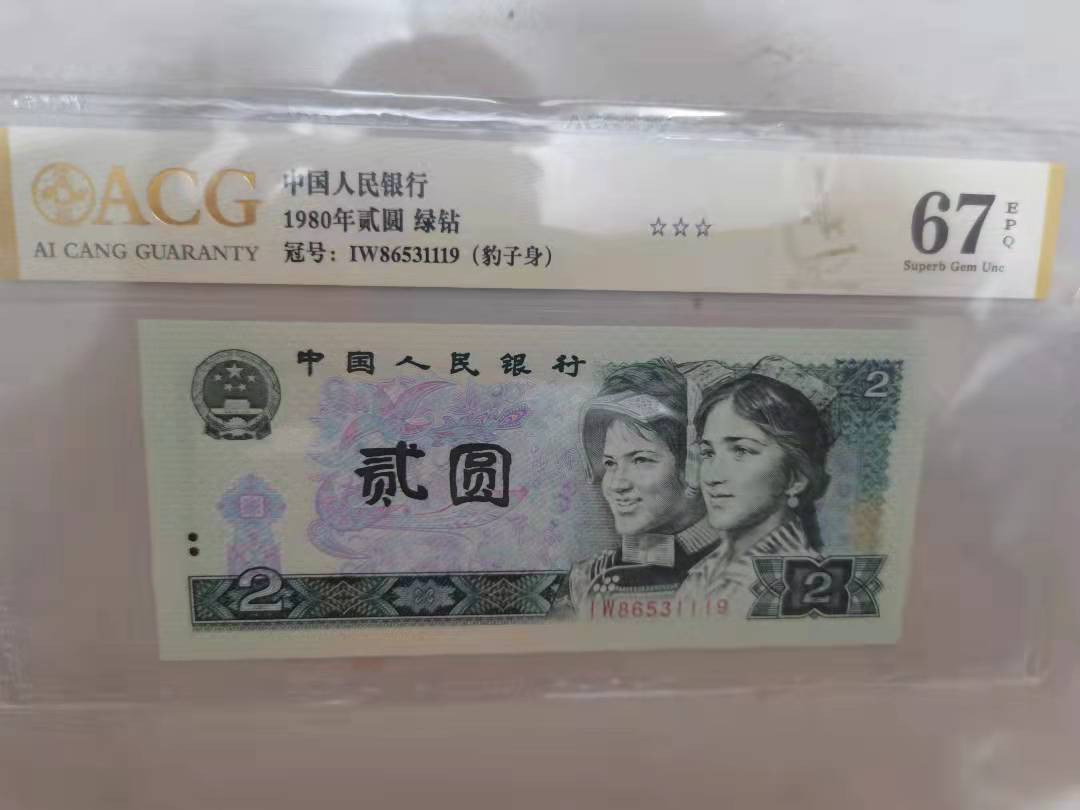 ACG
AI CANG GUARANTY
中国人民银行
1980年贰圆 绿钻
冠号：IW86531119（豹子身）
☆☆☆
67
EPQ
Superb Gem Unc
中国人民银行
2
贰圆
2
IW86531119
2